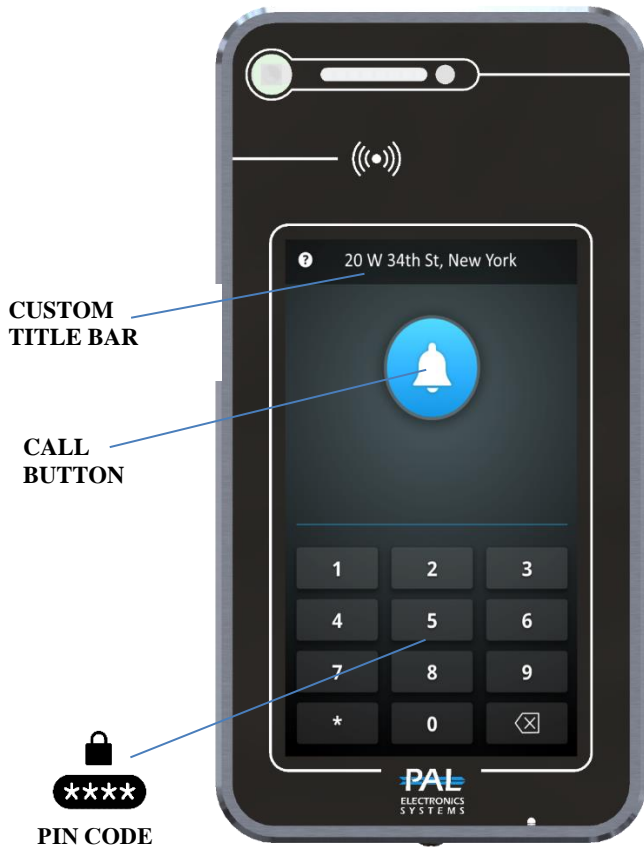 ? 20 W 34th St, New York
CUSTOM
TITLE BAR
CALL
BUTTON
1 2 3
4 5 6
7 8 9
* 0
****
PIN CODE
PAL
ELECTRONICS
SYSTEMS